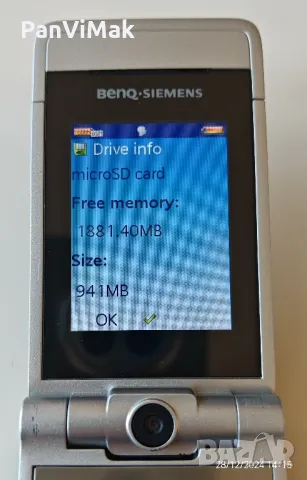 PanViMak
BenQ-SIEMENS
Drive info
microSD card
Free memory:
1881.40MB
Size:
941MB
OK
BAZAR
28/12/2024 14:15